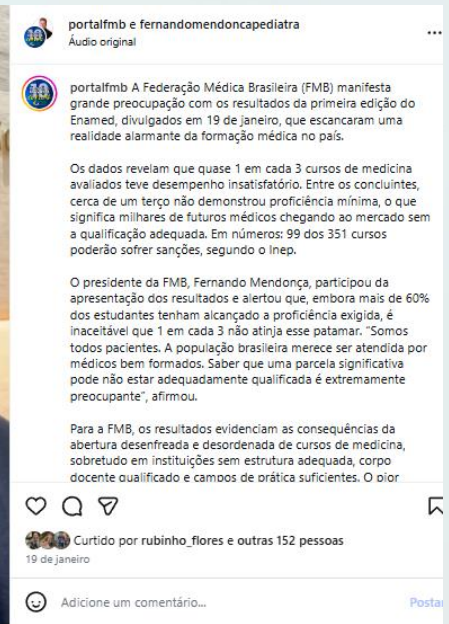 portalfmb e fernandomendoncapediatra
Áudio original
portalfmb A Federação Médica Brasileira (FMB) manifesta
grande preocupação com os resultados da primeira edição do
Enamed, divulgados em 19 de janeiro, que escancaram uma
realidade alarmante da formação médica no país.
Os dados revelam que quase 1 em cada 3 cursos de medicina
avaliados teve desempenho insatisfatório. Entre os concluintes,
cerca de um terço não demonstrou proficiência mínima, o que
significa milhares de futuros médicos chegando ao mercado sem
a qualificação adequada. Em números: 99 dos 351 cursos
poderão sofrer sanções, segundo o Inep.
O presidente da FMB, Fernando Mendonça, participou da
apresentação dos resultados e alertou que, embora mais de 60%
dos estudantes tenham alcançado a proficiência exigida, é
inaceitável que 1 em cada 3 não atinja esse patamar. “Somos
todos pacientes. A população brasileira merece ser atendida por
médicos bem formados. Saber que uma parcela significativa
pode não estar adequadamente qualificada é extremamente
preocupante”, afirmou.
Para a FMB, os resultados evidenciam as consequências da
abertura desenfreada e desordenada de cursos de medicina,
sobretudo em instituições sem estrutura adequada, corpo
docente qualificado e campos de prática suficientes. O pior
Curtido por rubinho_flores e outras 152 pessoas
19 de janeiro
Adicione um comentário...
Postar